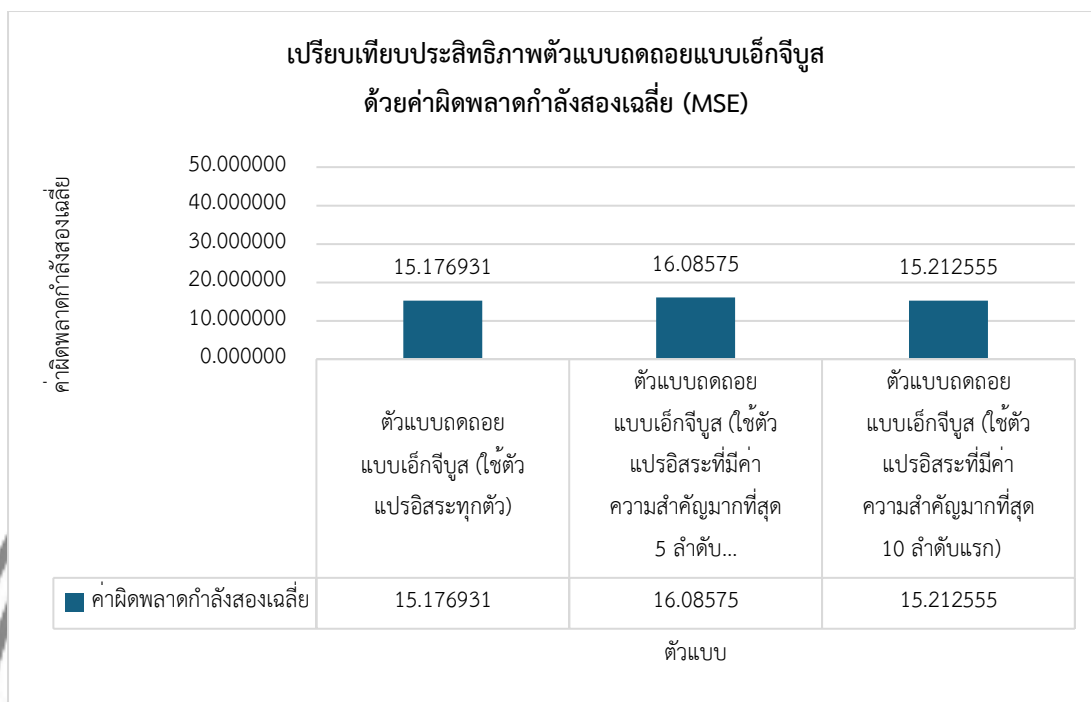 เปรียบเทียบประสิทธิภาพตัวแบบถดถอยแบบเอ็กจีบูส
ด้วยค่าผิดพลาดกำลังสองเฉลี่ย (MSE)
ค่าผิดพลาดกำลังสองเฉลี่ย
50.000000
40.000000
30.000000
20.000000
10.000000
0.000000
15.176931
16.08575
15.212555
ตัวแบบถดถอย
แบบเอ็กจีบูส (ใช้ตัว
แปรอิสระทุกตัว)
ตัวแบบถดถอย
แบบเอ็กจีบูส (ใช้ตัว
แปรอิสระที่มีค่า
ความสำคัญมากที่สุด
5 ลำดับ...
ตัวแบบถดถอย
แบบเอ็กจีบูส (ใช้ตัว
แปรอิสระที่มีค่า
ความสำคัญมากที่สุด
10 ลำดับแรก)
ค่าผิดพลาดกำลังสองเฉลี่ย
15.176931
16.08575
15.212555
ตัวแบบ